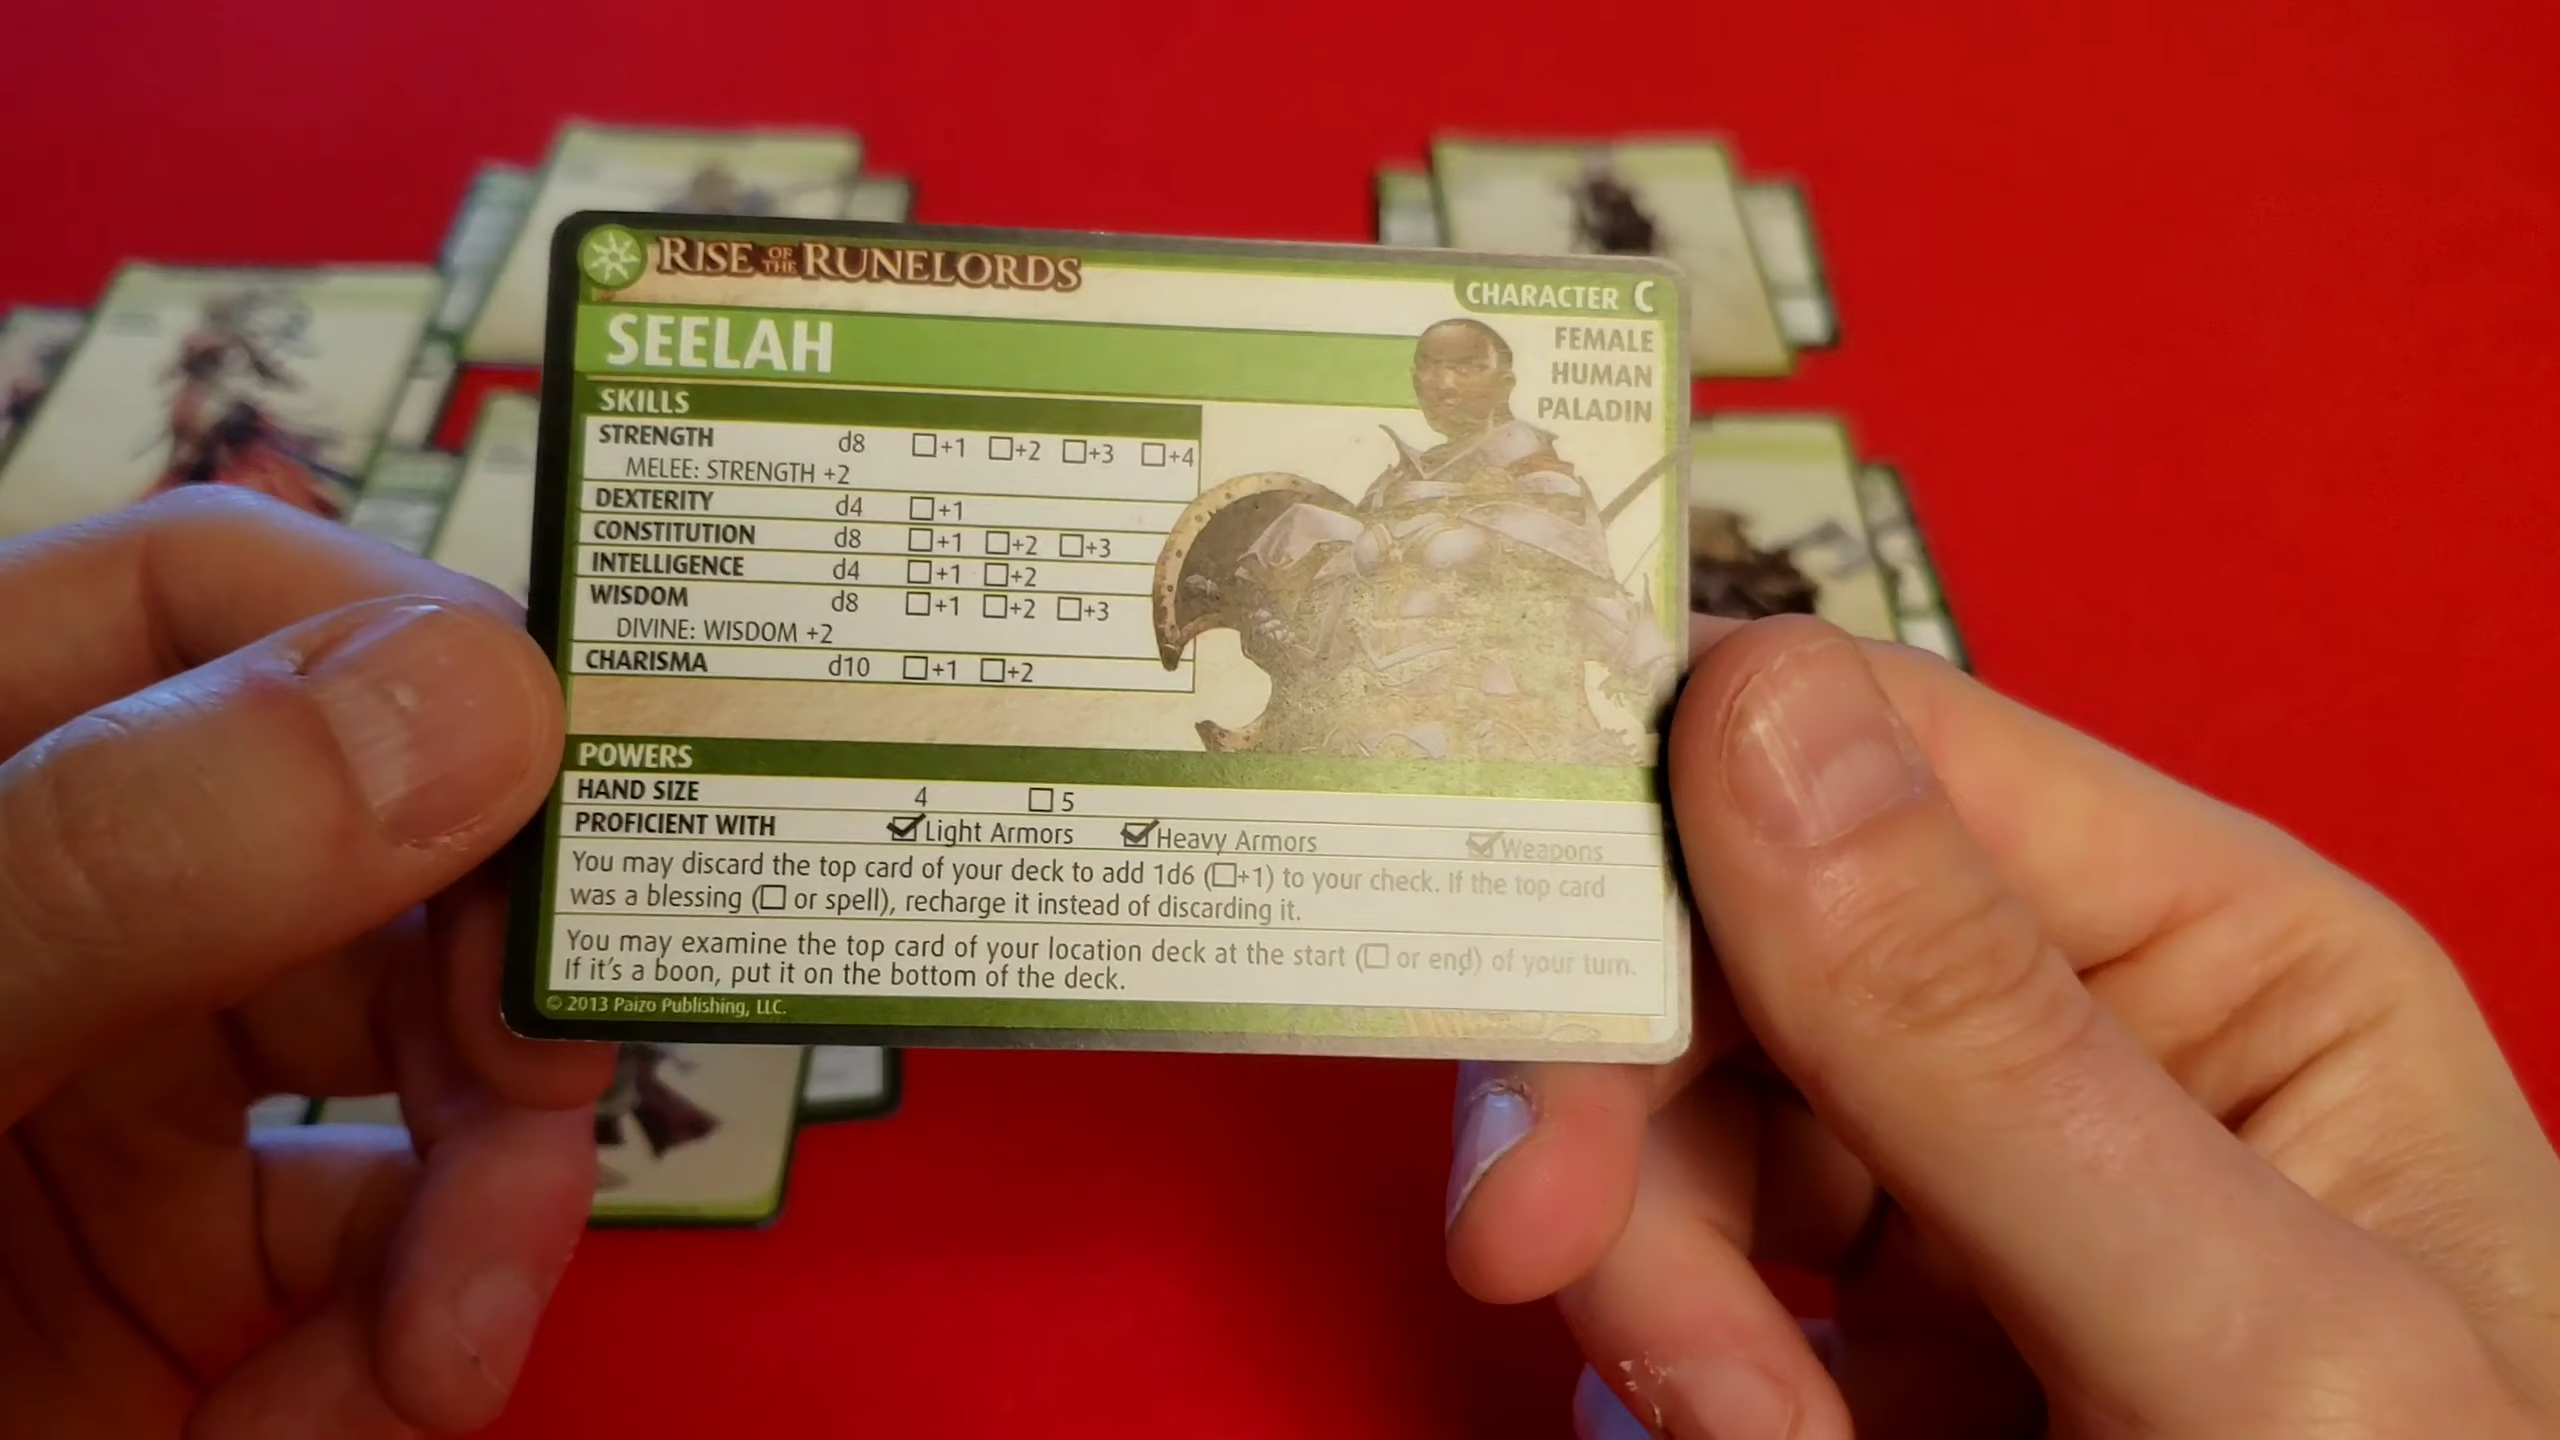 RISE OF THE RUNELORDS
CHARACTER C
SEELAH
FEMALE
HUMAN
PALADIN
SKILLS
STRENGTH d8 ☐+1 ☐+2 ☐+3 ☐+4
MELEE: STRENGTH +2
DEXTERITY d4 ☐+1
CONSTITUTION d8 ☐+1 ☐+2 ☐+3
INTELLIGENCE d4 ☐+1 ☐+2
WISDOM d8 ☐+1 ☐+2 ☐+3
DIVINE: WISDOM +2
CHARISMA d10 ☐+1 ☐+2
POWERS
HAND SIZE 4 ☐ 5
PROFICIENT WITH ☑ Light Armors ☑ Heavy Armors ☑ Weapons
You may discard the top card of your deck to add 1d6 (☐+1) to your check. If the top card
was a blessing (☐ or spell), recharge it instead of discarding it.
You may examine the top card of your location deck at the start (☐ or end) of your turn.
If it's a boon, put it on the bottom of the deck.
© 2013 Paizo Publishing, LLC.